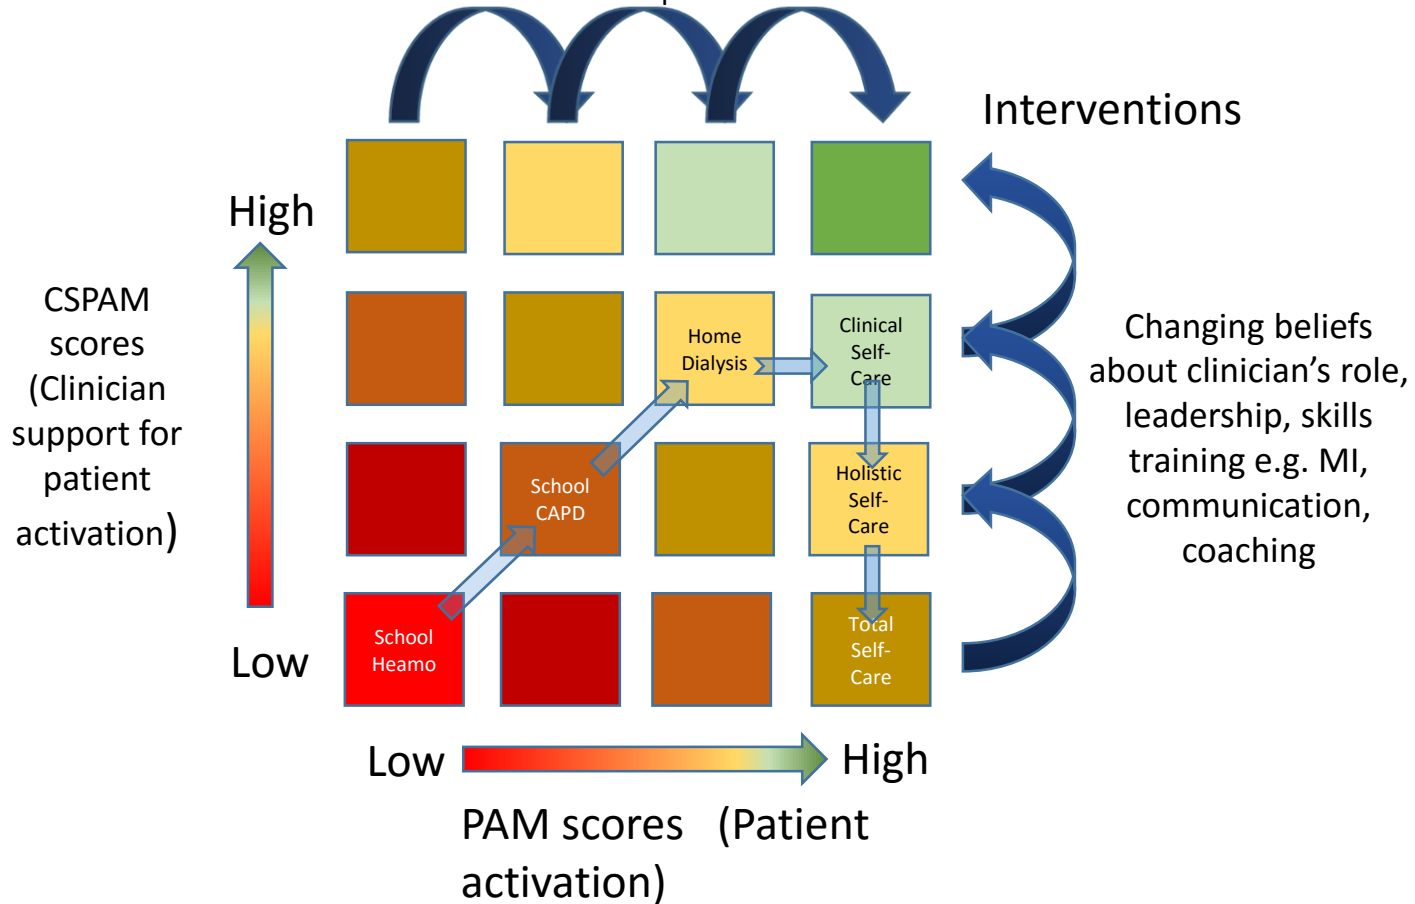 Interventions
High
CSPAM
scores
(Clinician
support for
patient
activation)
Low
Home
Dialysis
Clinical
Self-
Care
School
CAPD
Holistic
Self-
Care
School
Heamo
Total
Self-
Care
Changing beliefs
about clinician’s role,
leadership, skills
training e.g. MI,
communication,
coaching
Low
High
PAM scores (Patient
activation)